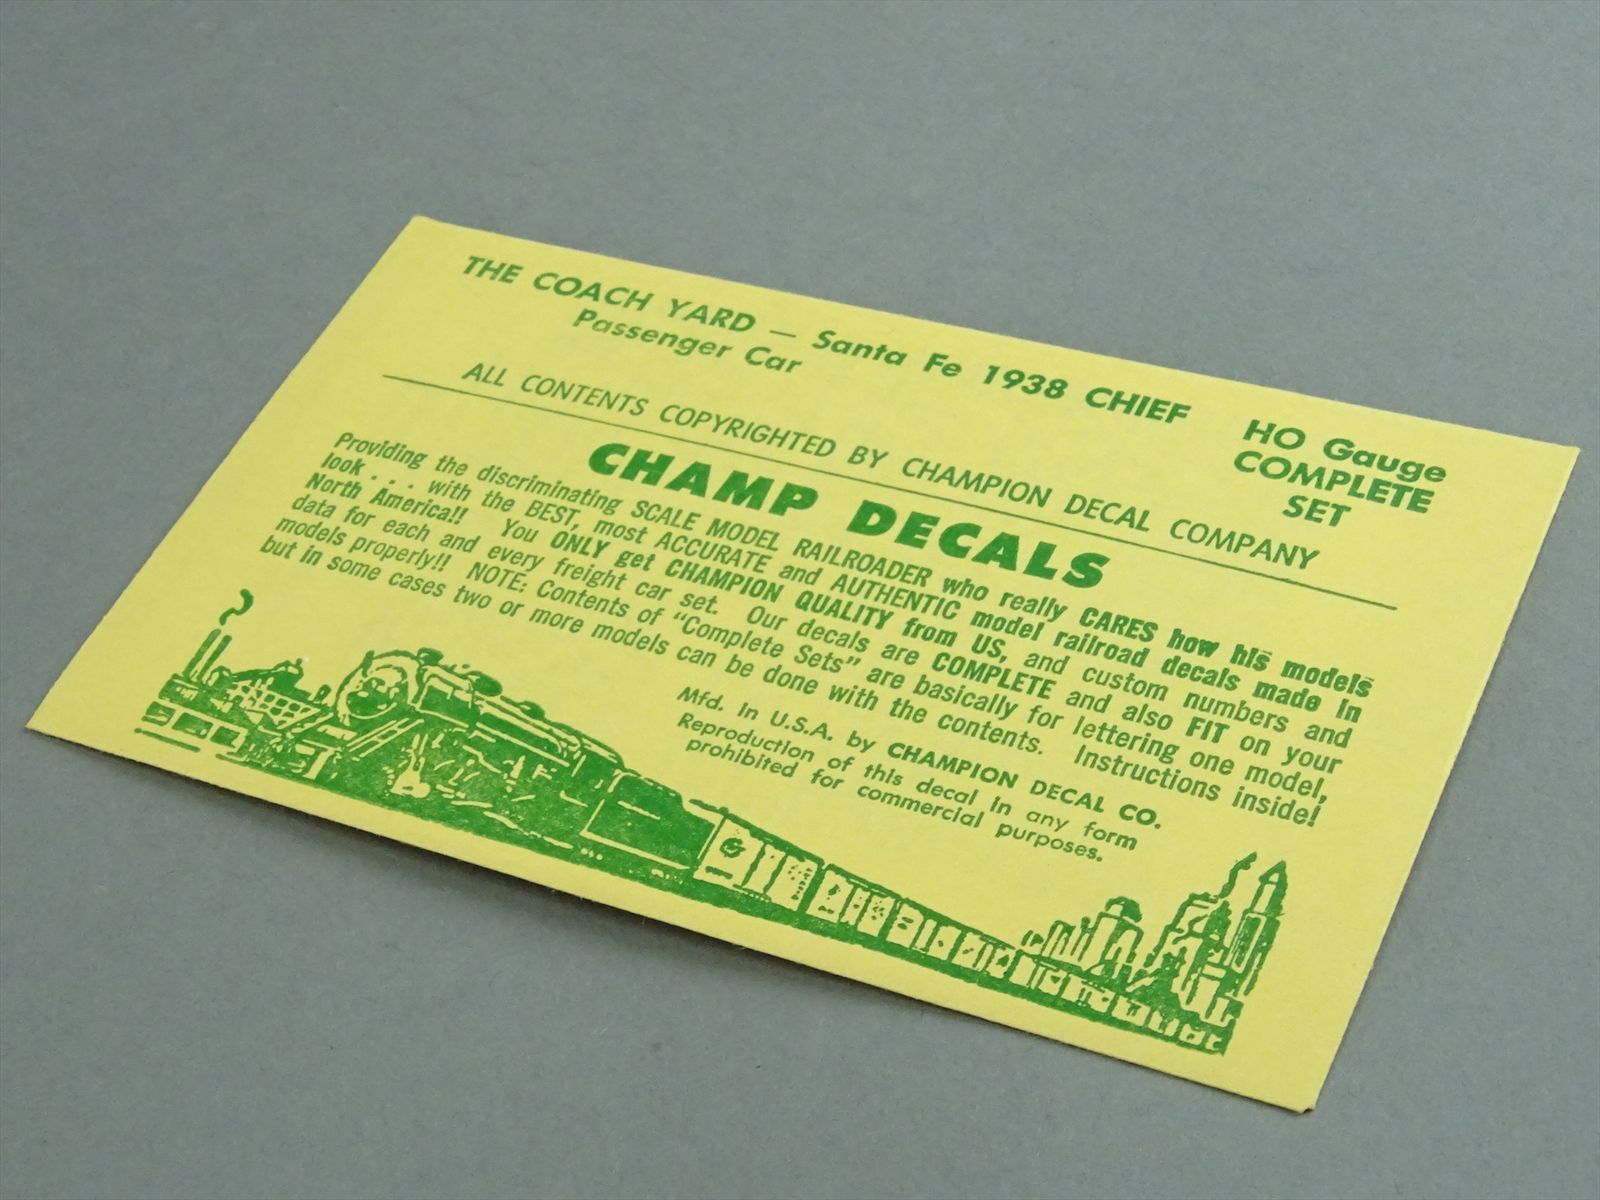 THE COACH YARD — Santa Fe 1938 CHIEF
Passenger Car
HO Gauge
COMPLETE
SET
ALL CONTENTS COPYRIGHTED BY CHAMPION DECAL COMPANY
CHAMP DECALS
Providing the discriminating SCALE MODEL RAILROADER who really CARES how his models
look . . . with the BEST, most ACCURATE and AUTHENTIC model railroad decals made in
North America!! You ONLY get CHAMPION QUALITY from US, and custom numbers and
data for each and every freight car set. Our decals are COMPLETE and also FIT on your
models properly!! NOTE: Contents of "Complete Sets" are basically for lettering one model,
but in some cases two or more models can be done with the contents. Instructions inside!
Mfd. In U.S.A. by CHAMPION DECAL CO.
Reproduction of this decal in any form
prohibited for commercial purposes.